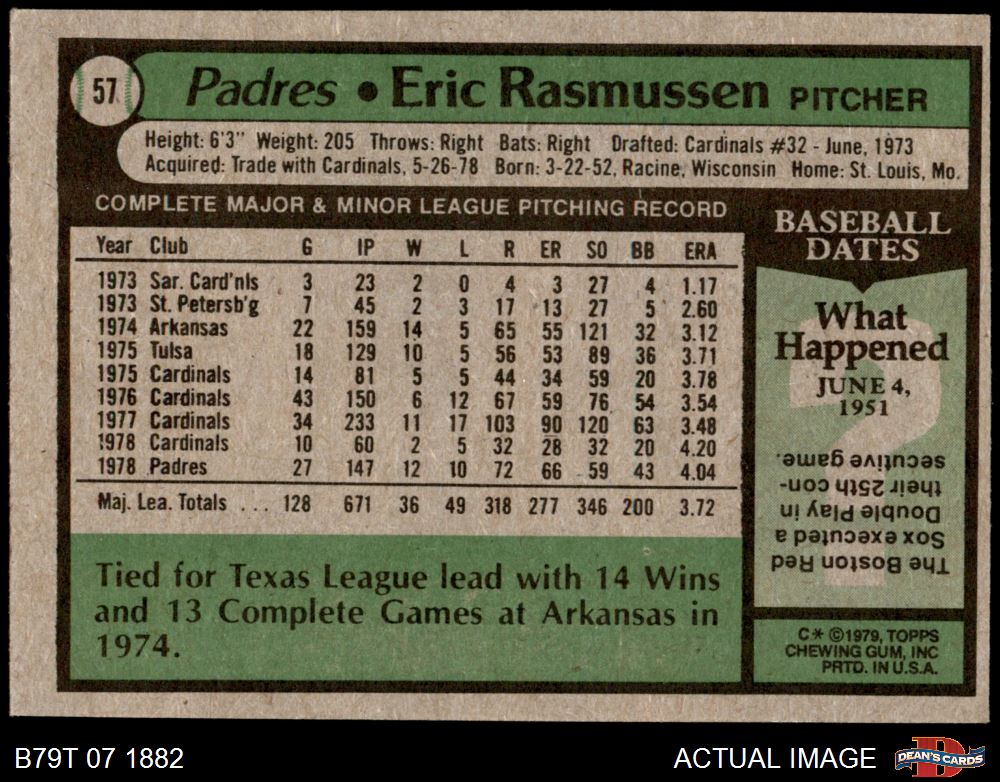 57
Padres • Eric Rasmussen PITCHER
Height: 6'3" Weight: 205 Throws: Right Bats: Right Drafted: Cardinals #32 - June, 1973
Acquired: Trade with Cardinals, 5-26-78 Born: 3-22-52, Racine, Wisconsin Home: St. Louis, Mo.
COMPLETE MAJOR & MINOR LEAGUE PITCHING RECORD
Year Club G IP W L R ER SO BB ERA
1973 Sar. Card'nls 3 23 2 0 4 3 27 4 1.17
1973 St. Petersb'g 7 45 2 3 17 13 27 5 2.60
1974 Arkansas 22 159 14 5 65 55 121 32 3.12
1975 Tulsa 18 129 10 5 56 53 89 36 3.71
1975 Cardinals 14 81 5 5 44 34 59 20 3.78
1976 Cardinals 43 150 6 12 67 59 76 54 3.54
1977 Cardinals 34 233 11 17 103 90 120 63 3.48
1978 Cardinals 10 60 2 5 32 28 32 20 4.20
1978 Padres 27 147 12 10 72 66 59 43 4.04
Maj. Lea. Totals ... 128 671 36 49 318 277 346 200 3.72
Tied for Texas League lead with 14 Wins
and 13 Complete Games at Arkansas in
1974.
BASEBALL
DATES
What
Happened
JUNE 4,
1951
?
The Boston Red
Sox executed a
Double Play in
their 25th con-
secutive game.
C* ©1979, TOPPS
CHEWING GUM, INC
PRTD. IN U.S.A.
B79T 07 1882
ACTUAL IMAGE
D
DEAN'S CARDS